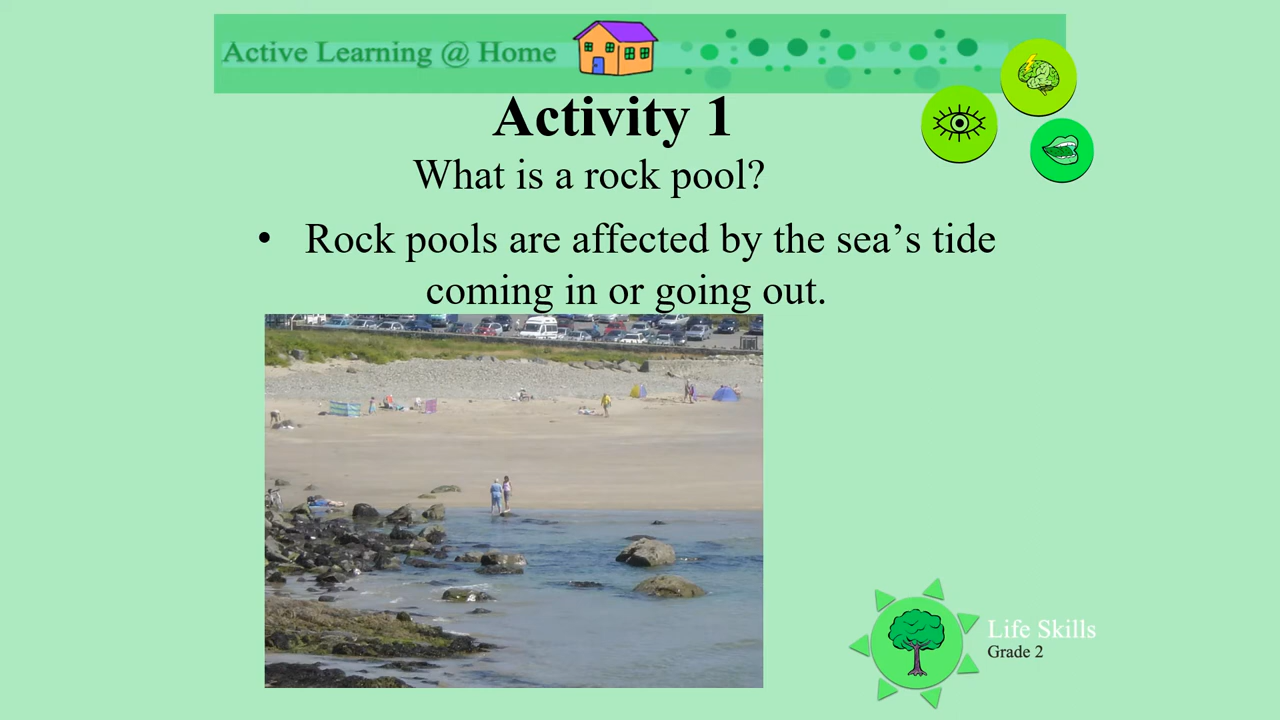 Active Learning @ Home
Activity 1
What is a rock pool?
• Rock pools are affected by the sea’s tide
coming in or going out.
Life Skills
Grade 2